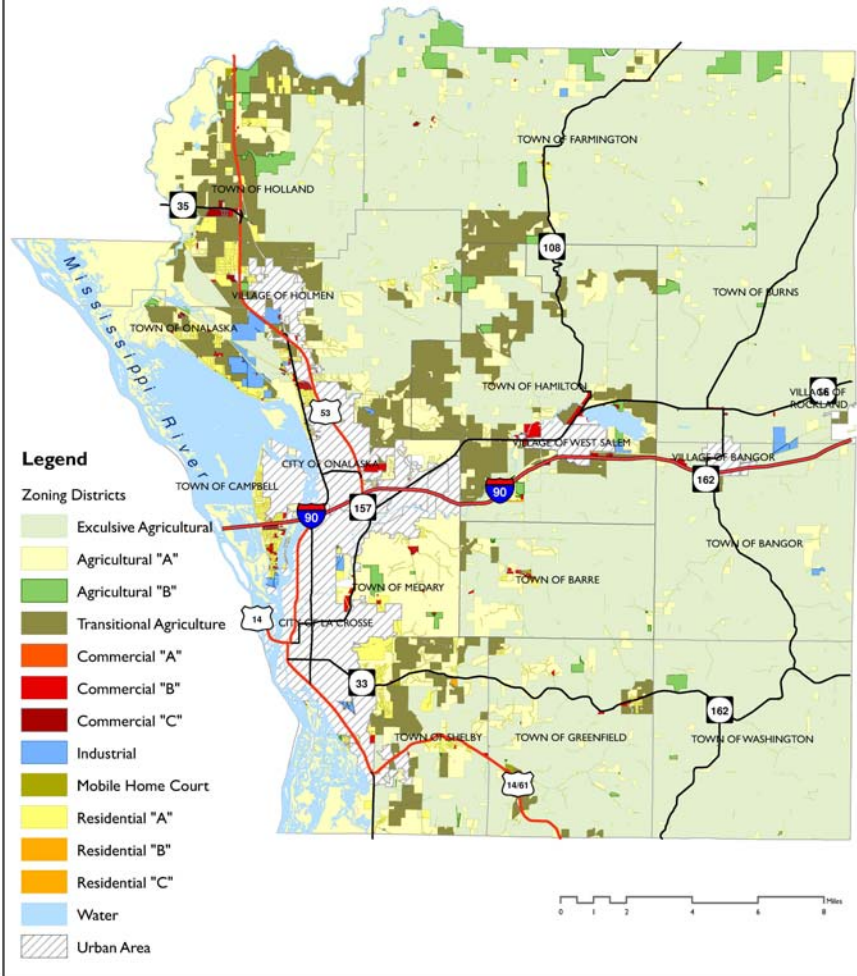 TOWN OF FARMINGTON
TOWN OF HOLLAND
35
108
Mississippi River
VILLAGE OF HOLMEN
TOWN OF BURNS
TOWN OF ONALASKA
TOWN OF HAMILTON
16
VILLAGE OF
ROCKLAND
53
VILLAGE OF WEST SALEM
CITY OF ONALASKA
VILLAGE OF BANGOR
TOWN OF CAMPBELL
162
90
90
157
TOWN OF BANGOR
TOWN OF BARRE
TOWN OF MEDARY
14
CITY OF LA CROSSE
33
162
TOWN OF SHELBY
TOWN OF GREENFIELD
TOWN OF WASHINGTON
14/61
Legend
Zoning Districts
Exculsive Agricultural
Agricultural "A"
Agricultural "B"
Transitional Agriculture
Commercial "A"
Commercial "B"
Commercial "C"
Industrial
Mobile Home Court
Residential "A"
Residential "B"
Residential "C"
Water
Urban Area
Miles
0 1 2 4 6 8